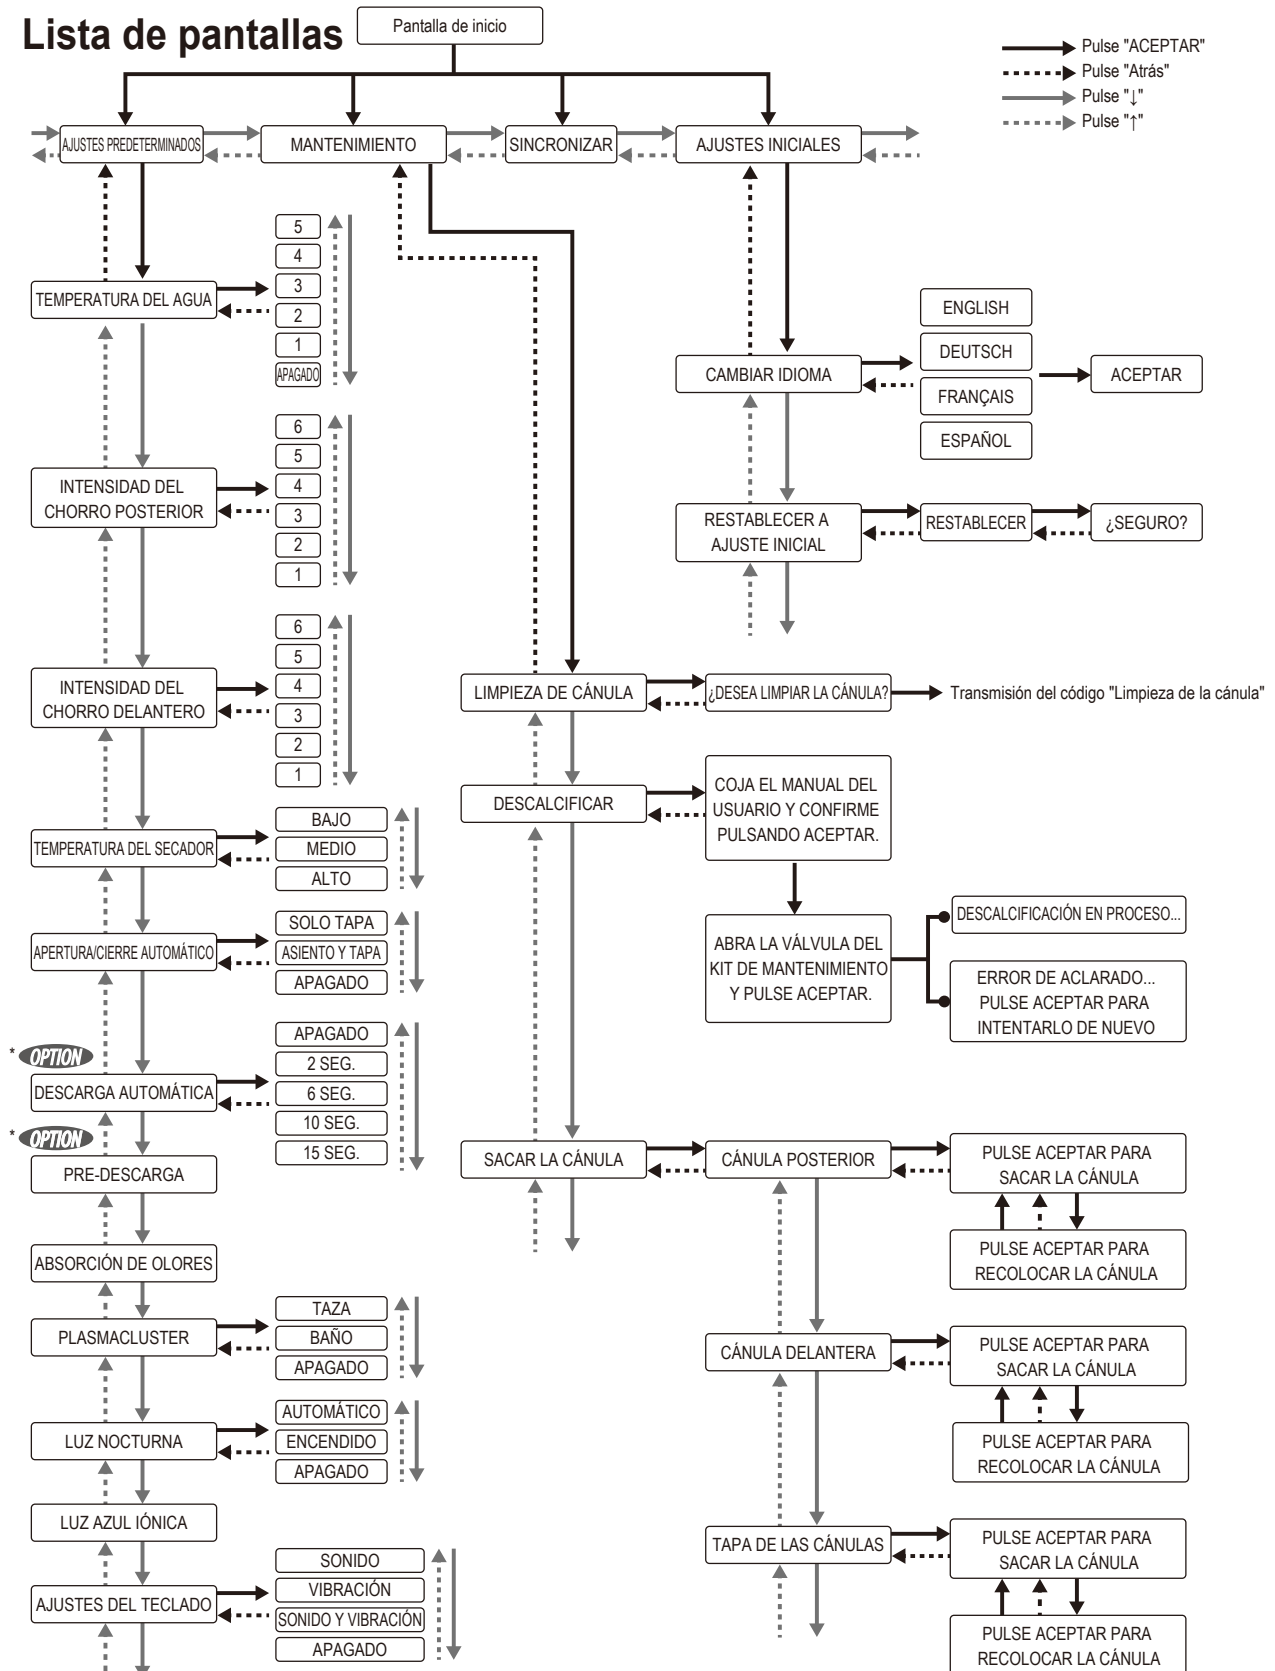 Lista de pantallas
Pantalla de inicio
Pulse "ACEPTAR"
Pulse "Atrás"
Pulse "↓"
Pulse "↑"
AJUSTES PREDETERMINADOS
MANTENIMIENTO
SINCRONIZAR
AJUSTES INICIALES
TEMPERATURA DEL AGUA
5
4
3
2
1
APAGADO
INTENSIDAD DEL
CHORRO POSTERIOR
6
5
4
3
2
1
INTENSIDAD DEL
CHORRO DELANTERO
6
5
4
3
2
1
TEMPERATURA DEL SECADOR
BAJO
MEDIO
ALTO
APERTURA/CIERRE AUTOMÁTICO
SOLO TAPA
ASIENTO Y TAPA
APAGADO
* OPTION
DESCARGA AUTOMÁTICA
APAGADO
2 SEG.
6 SEG.
10 SEG.
15 SEG.
* OPTION
PRE-DESCARGA
ABSORCIÓN DE OLORES
PLASMACLUSTER
TAZA
BAÑO
APAGADO
LUZ NOCTURNA
AUTOMÁTICO
ENCENDIDO
APAGADO
LUZ AZUL IÓNICA
AJUSTES DEL TECLADO
SONIDO
VIBRACIÓN
SONIDO Y VIBRACIÓN
APAGADO
CAMBIAR IDIOMA
ENGLISH
DEUTSCH
FRANÇAIS
ESPAÑOL
ACEPTAR
RESTABLECER A
AJUSTE INICIAL
RESTABLECER
¿SEGURO?
LIMPIEZA DE CÁNULA
¿DESEA LIMPIAR LA CÁNULA?
Transmisión del código "Limpieza de la cánula"
DESCALCIFICAR
COJA EL MANUAL DEL
USUARIO Y CONFIRME
PULSANDO ACEPTAR.
ABRA LA VÁLVULA DEL
KIT DE MANTENIMIENTO
Y PULSE ACEPTAR.
DESCALCIFICACIÓN EN PROCESO...
ERROR DE ACLARADO...
PULSE ACEPTAR PARA
INTENTARLO DE NUEVO
SACAR LA CÁNULA
CÁNULA POSTERIOR
PULSE ACEPTAR PARA
SACAR LA CÁNULA
PULSE ACEPTAR PARA
RECOLOCAR LA CÁNULA
CÁNULA DELANTERA
PULSE ACEPTAR PARA
SACAR LA CÁNULA
PULSE ACEPTAR PARA
RECOLOCAR LA CÁNULA
TAPA DE LAS CÁNULAS
PULSE ACEPTAR PARA
SACAR LA CÁNULA
PULSE ACEPTAR PARA
RECOLOCAR LA CÁNULA